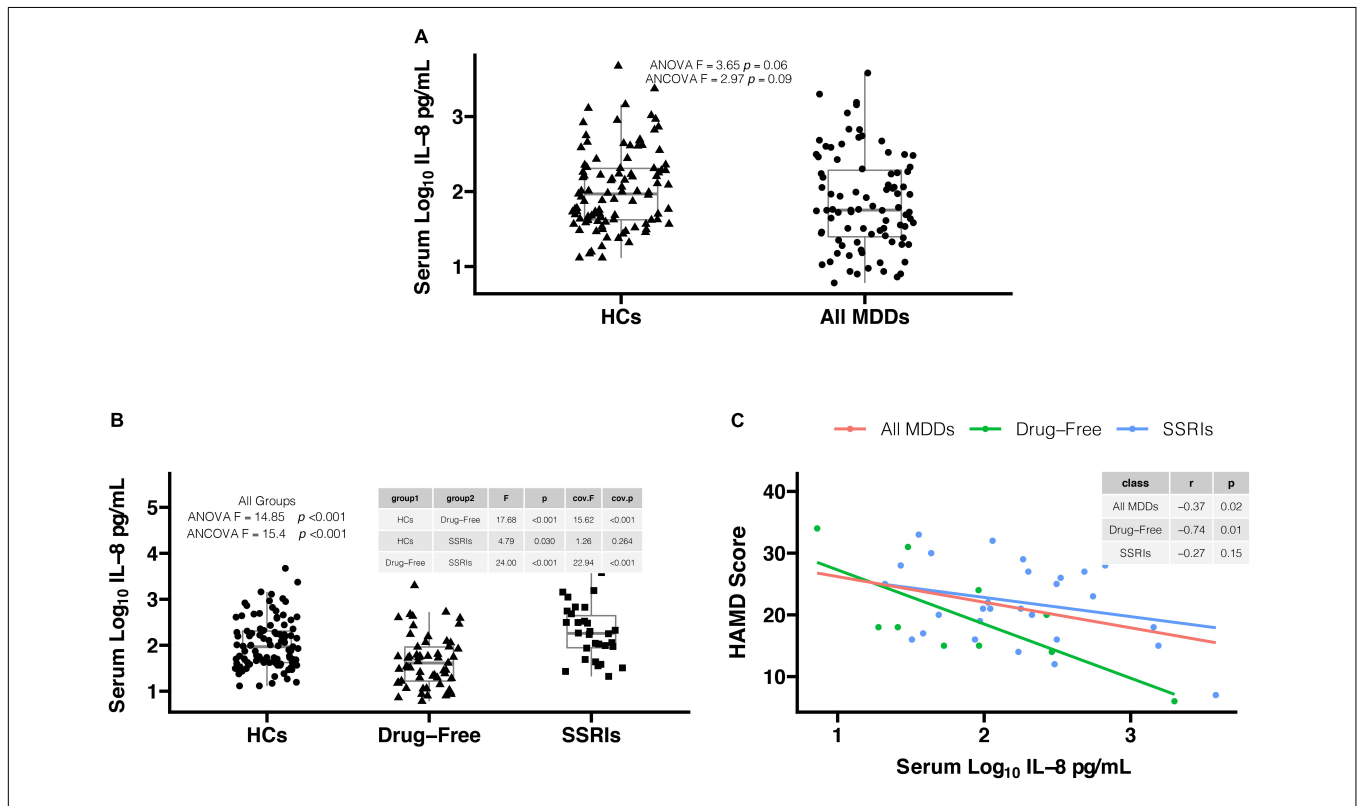 A
Serum Log10 IL–8 pg/mL
3
2
1
ANOVA F = 3.65 p = 0.06
ANCOVA F = 2.97 p = 0.09
HCs All MDDs
B
Serum Log10 IL–8 pg/mL
5
4
3
2
1
All Groups
ANOVA F = 14.85 p <0.001
ANCOVA F = 15.4 p <0.001
group1 group2 F p cov.F cov.p
HCs Drug–Free 17.68 <0.001 15.62 <0.001
HCs SSRIs 4.79 0.030 1.26 0.264
Drug–Free SSRIs 24.00 <0.001 22.94 <0.001
HCs Drug–Free SSRIs
C
All MDDs Drug–Free SSRIs
HAMD Score
40
30
20
10
class r p
All MDDs −0.37 0.02
Drug–Free −0.74 0.01
SSRIs −0.27 0.15
1 2 3
Serum Log10 IL–8 pg/mL